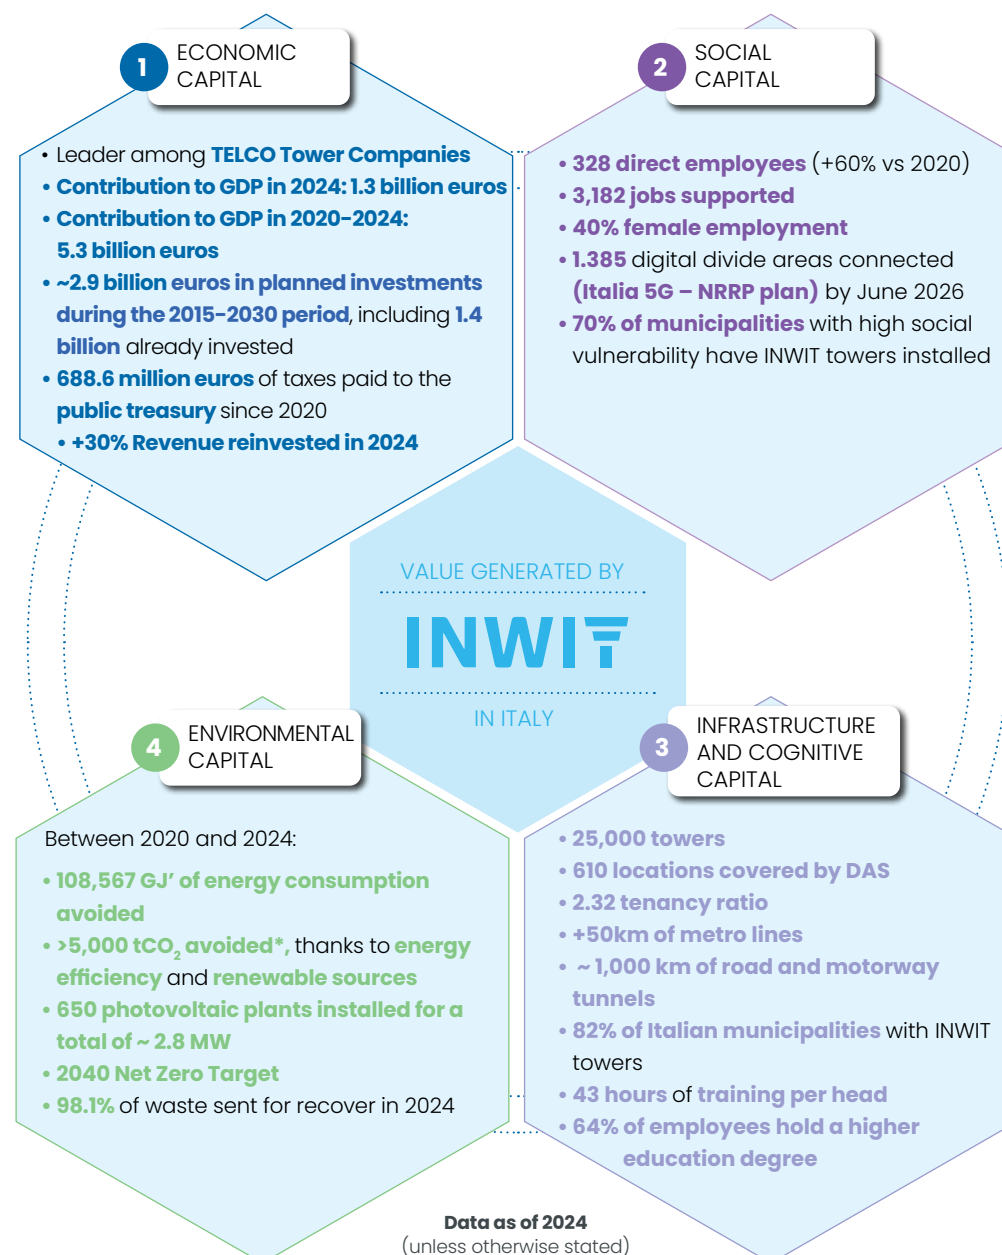 1
ECONOMIC
CAPITAL
• Leader among TELCO Tower Companies
• Contribution to GDP in 2024: 1.3 billion euros
• Contribution to GDP in 2020-2024:
5.3 billion euros
• ~2.9 billion euros in planned investments
during the 2015-2030 period, including 1.4
billion already invested
• 688.6 million euros of taxes paid to the
public treasury since 2020
• +30% Revenue reinvested in 2024
2
SOCIAL
CAPITAL
• 328 direct employees (+60% vs 2020)
• 3,182 jobs supported
• 40% female employment
• 1.385 digital divide areas connected
(Italia 5G – NRRP plan) by June 2026
• 70% of municipalities with high social
vulnerability have INWIT towers installed
VALUE GENERATED BY
INWIT
IN ITALY
4
ENVIRONMENTAL
CAPITAL
Between 2020 and 2024:
• 108,567 GJ’ of energy consumption
avoided
• >5,000 tCO₂ avoided*, thanks to energy
efficiency and renewable sources
• 650 photovoltaic plants installed for a
total of ~ 2.8 MW
• 2040 Net Zero Target
• 98.1% of waste sent for recover in 2024
3
INFRASTRUCTURE
AND COGNITIVE
CAPITAL
• 25,000 towers
• 610 locations covered by DAS
• 2.32 tenancy ratio
• +50km of metro lines
• ~ 1,000 km of road and motorway
tunnels
• 82% of Italian municipalities with INWIT
towers
• 43 hours of training per head
• 64% of employees hold a higher
education degree
Data as of 2024
(unless otherwise stated)